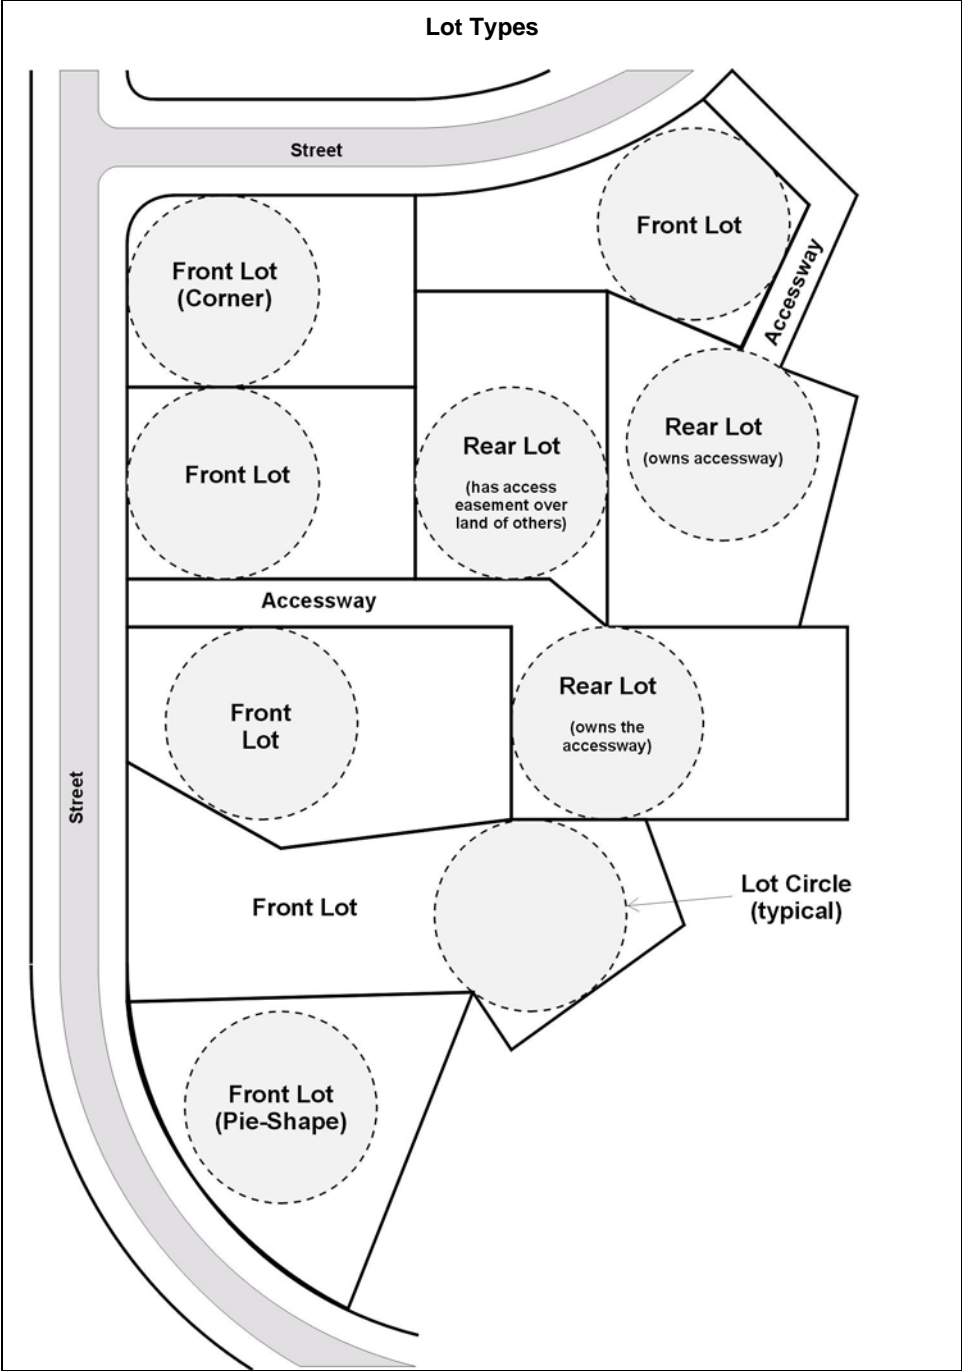 Lot Types
Street
Front Lot
Accessway
Front Lot
(Corner)
Front Lot
Rear Lot
(has access
easement over
land of others)
Rear Lot
(owns accessway)
Accessway
Front
Lot
Rear Lot
(owns the
accessway)
Street
Front Lot
Lot Circle
(typical)
Front Lot
(Pie-Shape)